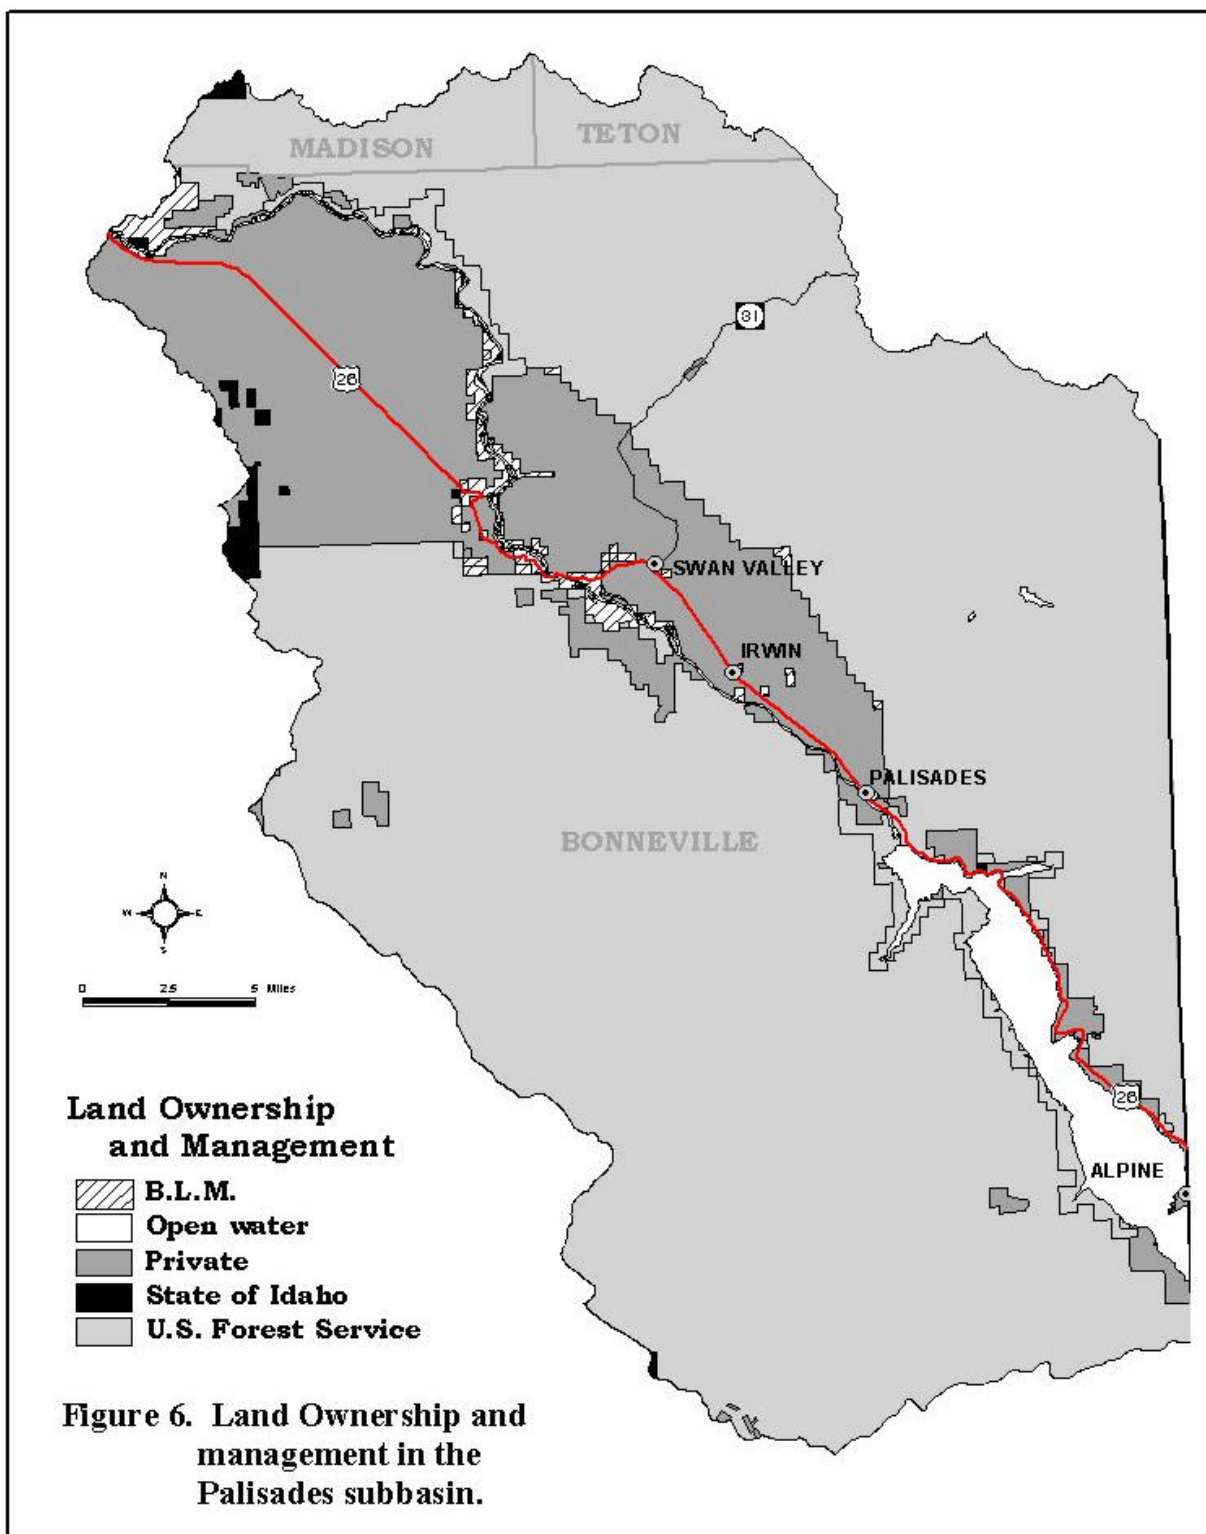 MADISON
TETON
31
26
SWAN VALLEY
IRWIN
PALISADES
BONNEVILLE
N
W E
S
0 2.5 5 Miles
26
ALPINE
Land Ownership
and Management
B.L.M.
Open water
Private
State of Idaho
U.S. Forest Service
Figure 6. Land Ownership and
management in the
Palisades subbasin.